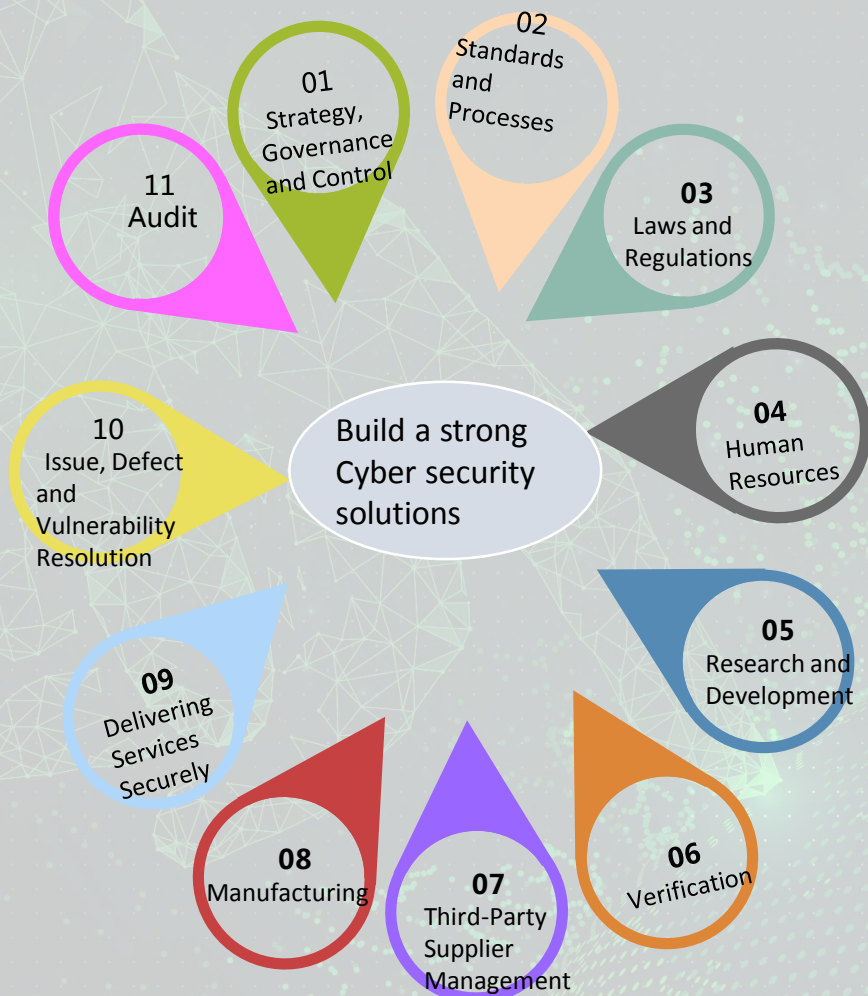 01
Strategy,
Governance
and Control
02
Standards
and
Processes
03
Laws and
Regulations
04
Human
Resources
05
Research and
Development
06
Verification
07
Third-Party
Supplier
Management
08
Manufacturing
09
Delivering
Services
Securely
10
Issue, Defect
and
Vulnerability
Resolution
11
Audit
Build a strong
Cyber security
solutions